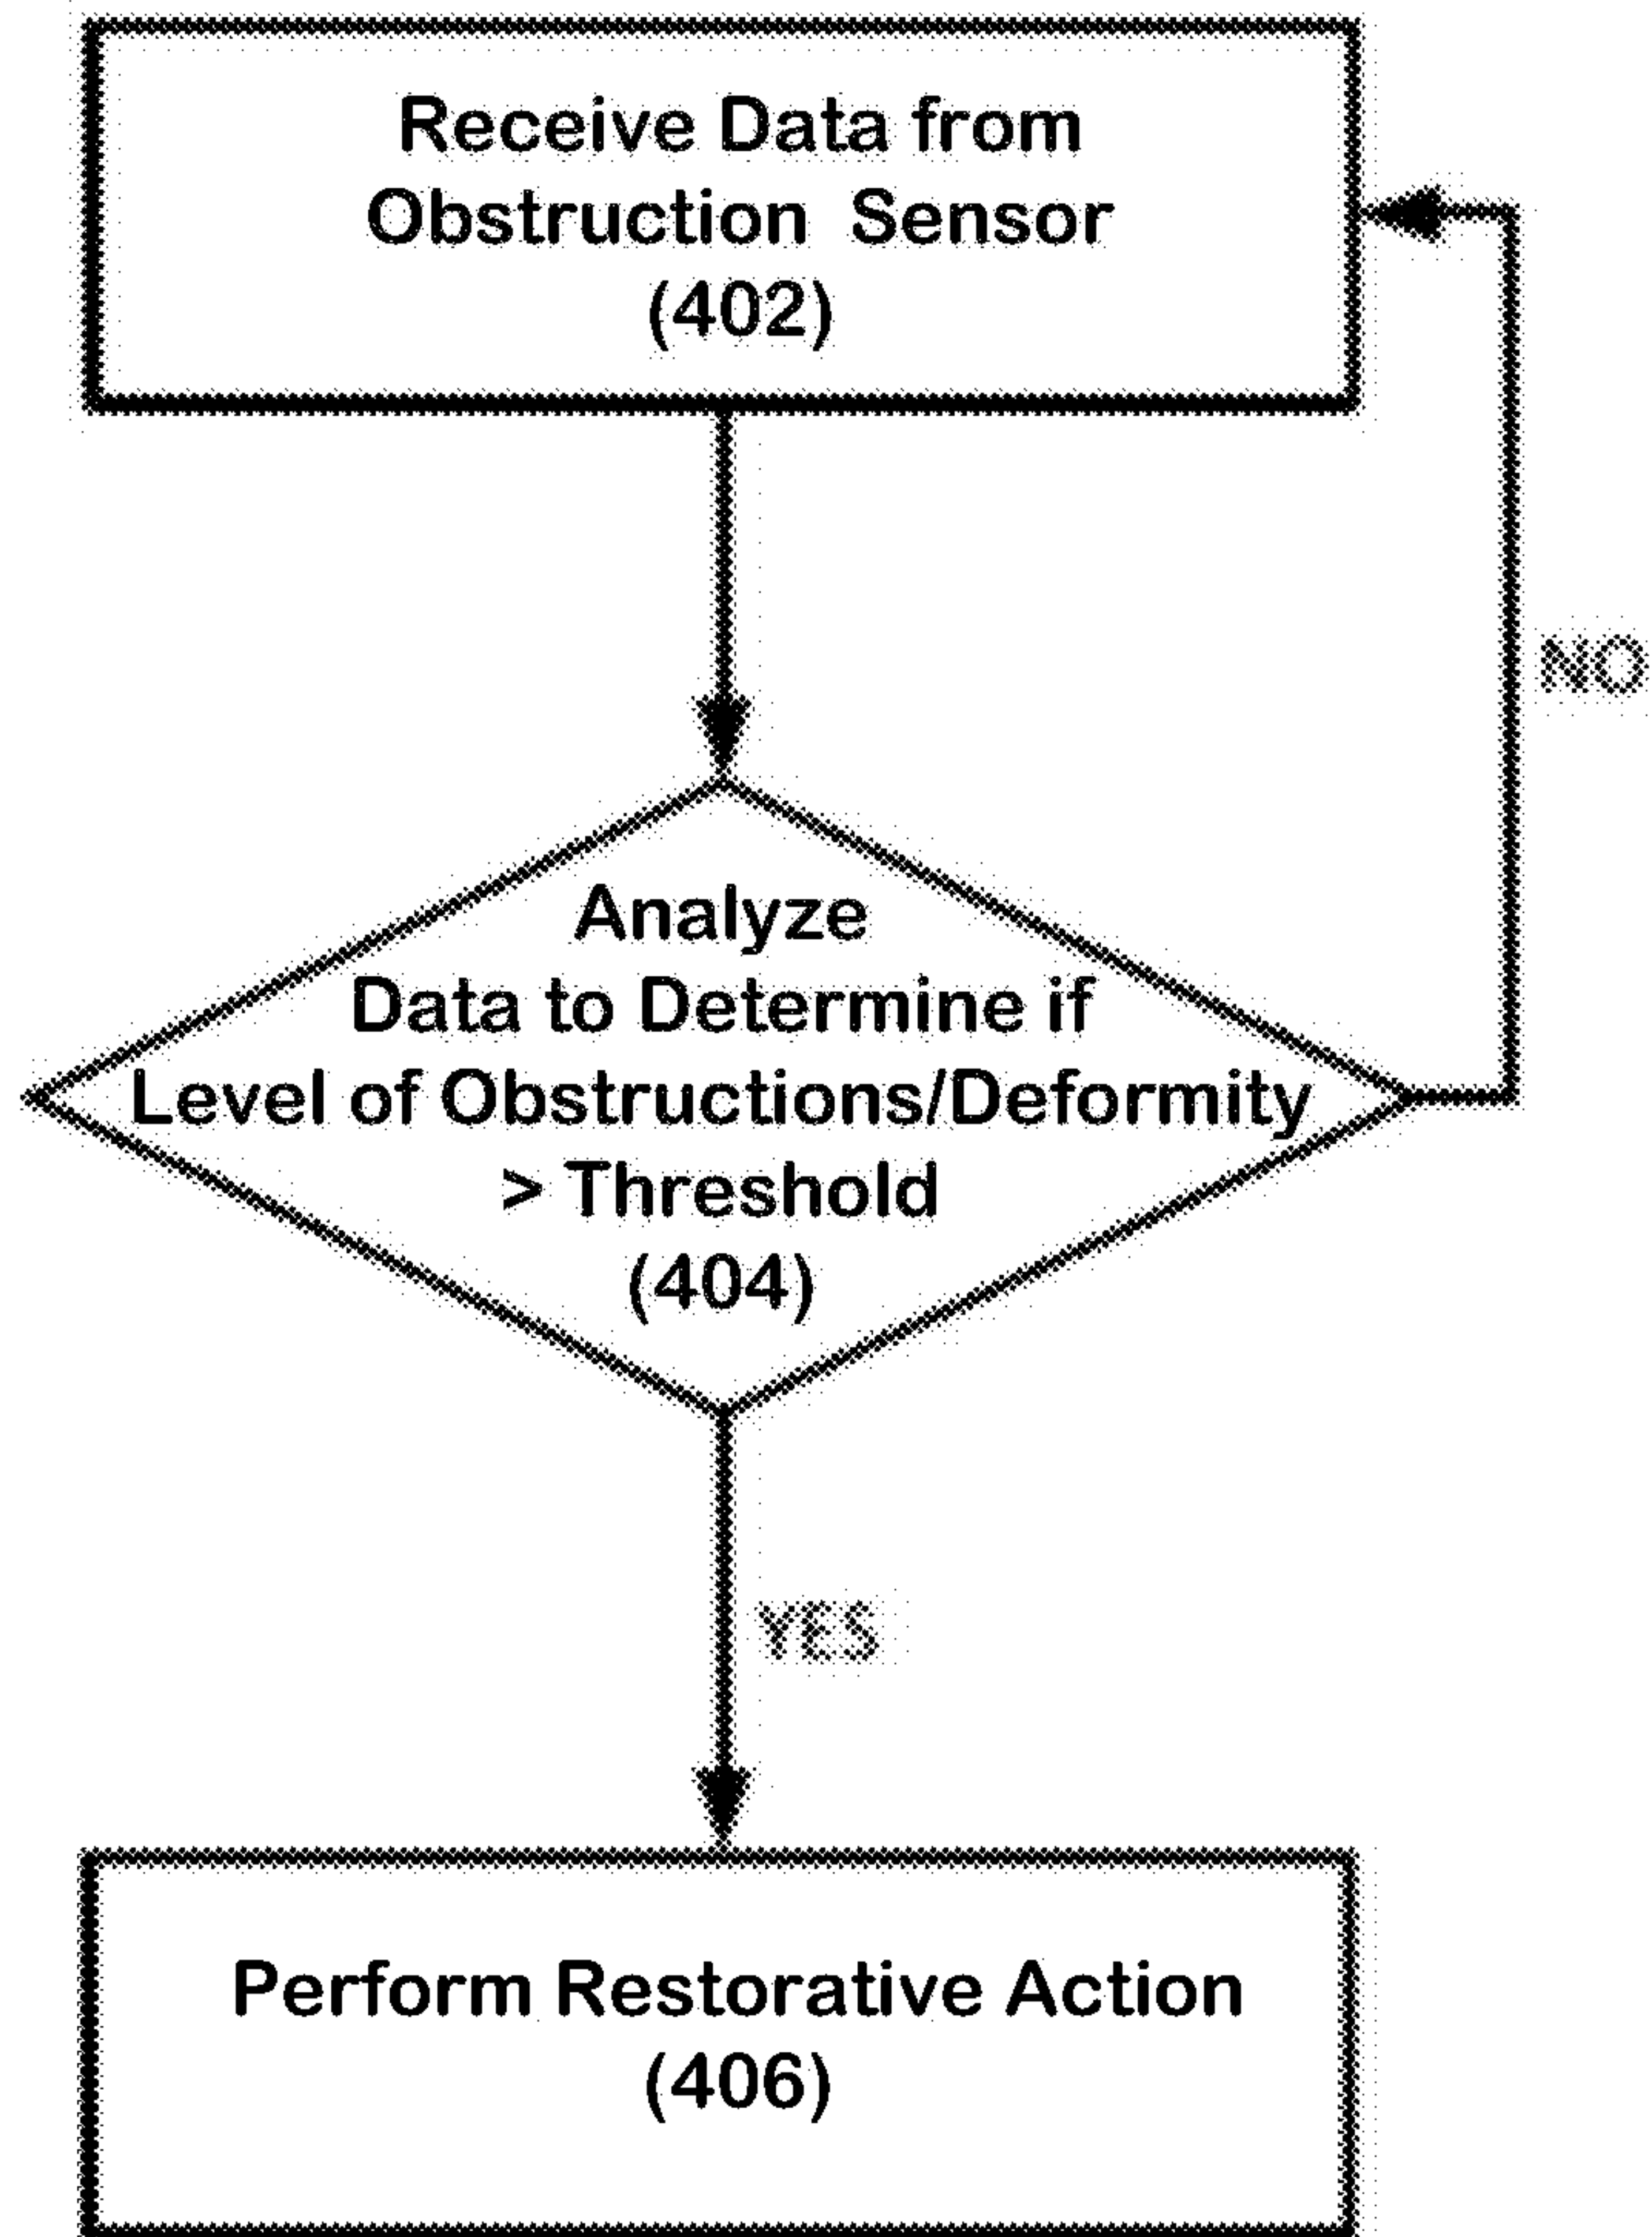 Receive Data from
Obstruction Sensor
(402)
NO
Analyze
Data to Determine if
Level of Obstructions/Deformity
> Threshold
(404)
YES
Perform Restorative Action
(406)